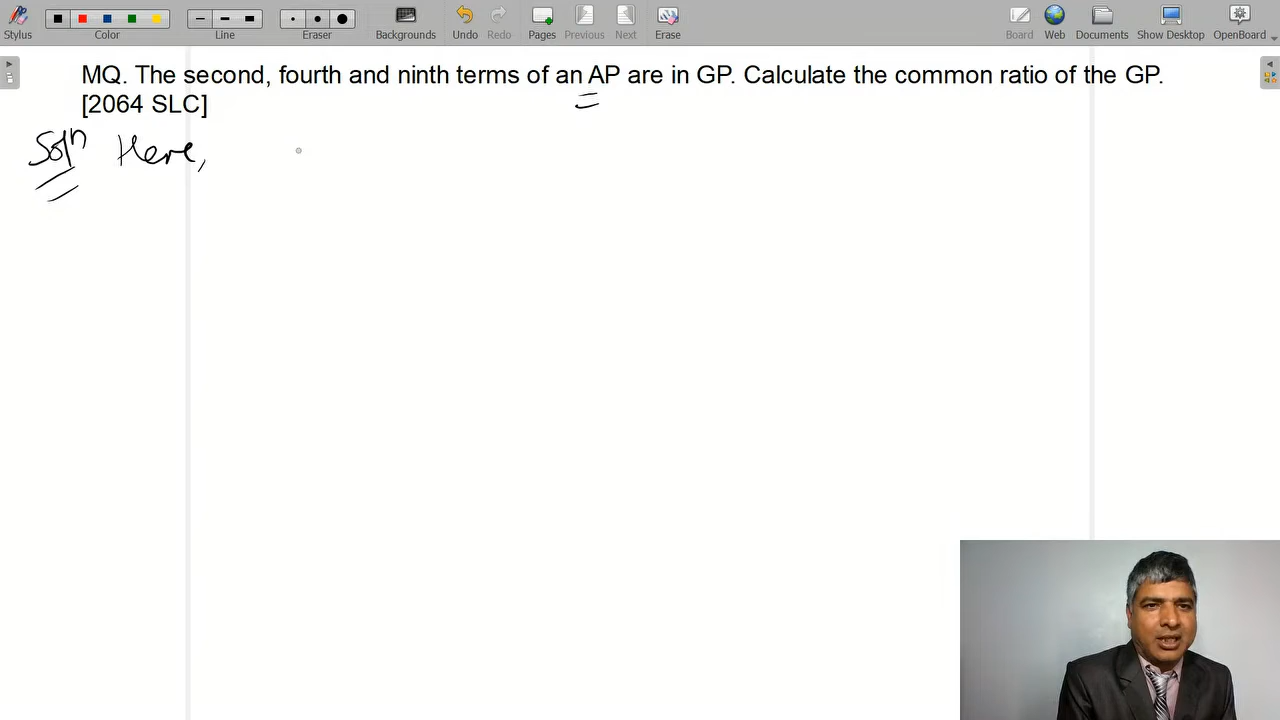 Stylus Color Line Eraser Backgrounds Undo Redo Pages Previous Next Erase Board Web Documents Show Desktop OpenBoard
MQ. The second, fourth and ninth terms of an AP are in GP. Calculate the common ratio of the GP.
[2064 SLC]
Solⁿ Here,